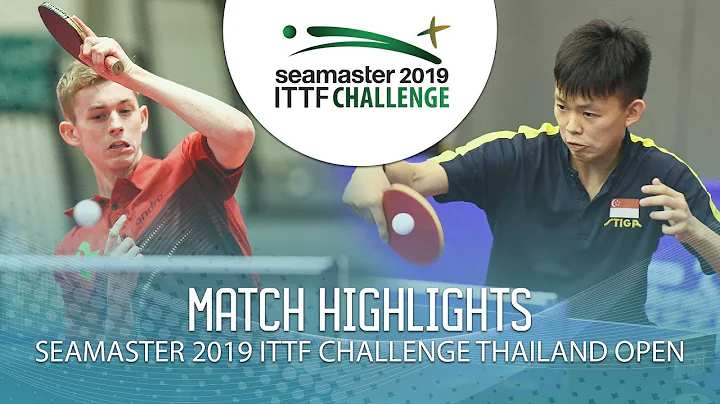 seamaster 2019
ITTF CHALLENGE
STIGA
MATCH HIGHLIGHTS
SEAMASTER 2019 ITTF CHALLENGE THAILAND OPEN